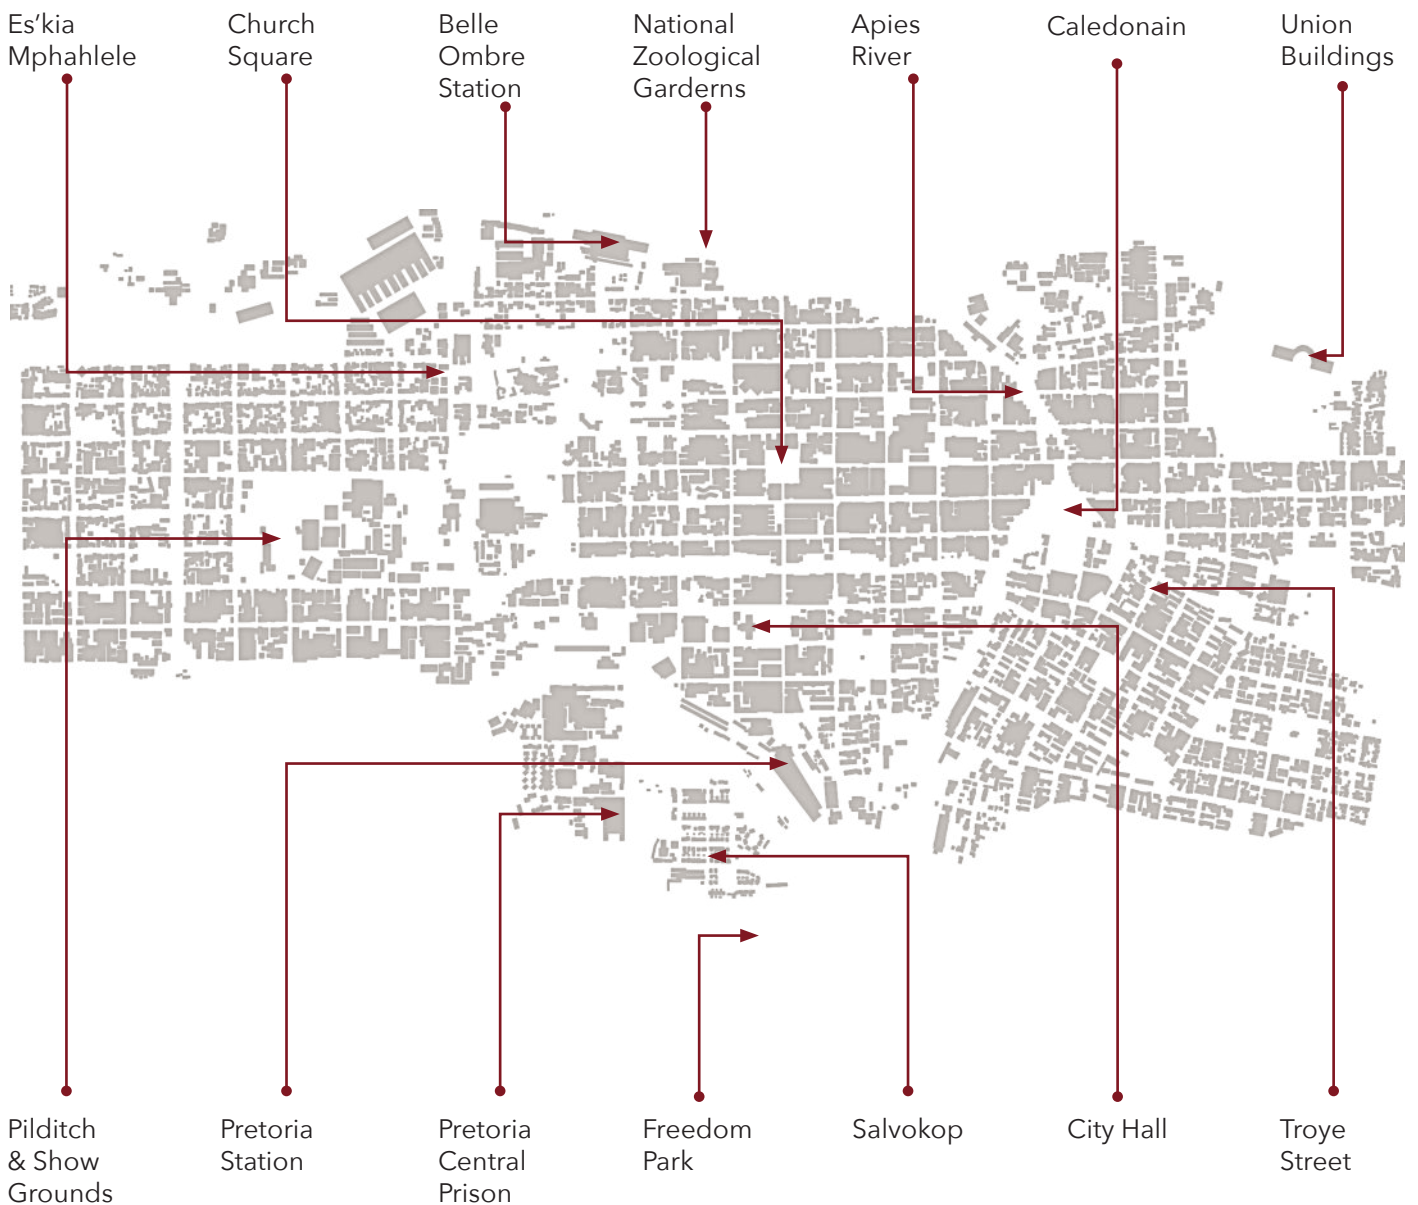 Es’kia
Mphahlele
Church
Square
Belle
Ombre
Station
National
Zoological
Garderns
Apies
River
Caledonain
Union
Buildings
Pilditch
& Show
Grounds
Pretoria
Station
Pretoria
Central
Prison
Freedom
Park
Salvokop
City Hall
Troye
Street